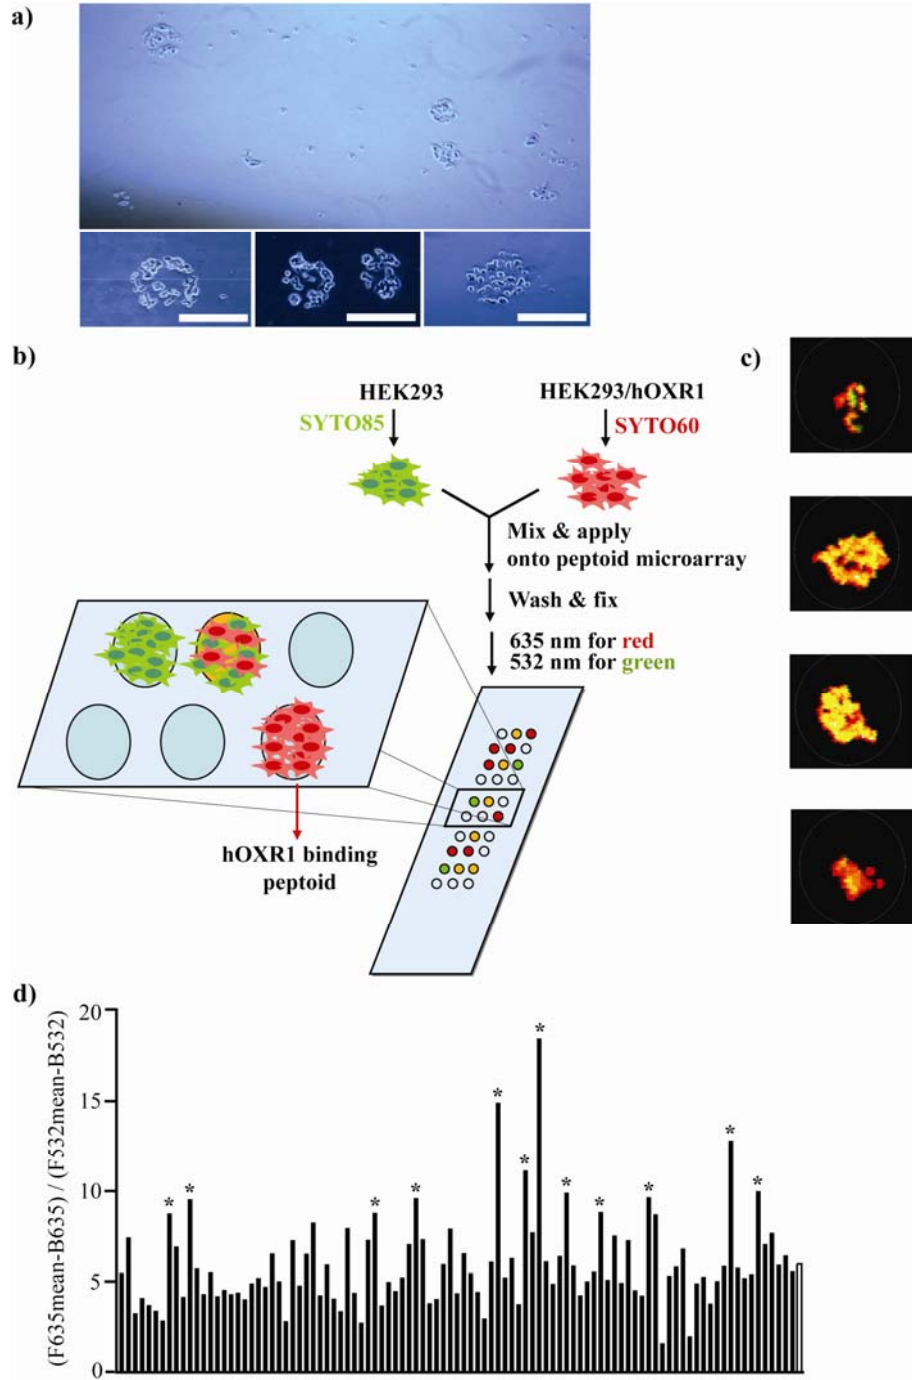 a)
b)
HEK293
HEK293/hOXR1
SYTO85
SYTO60
Mix & apply
onto peptoid microarray
Wash & fix
635 nm for red
532 nm for green
hOXR1 binding
peptoid
c)
d)
(F635mean-B635) / (F532mean-B532)
20
15
10
5
0
* * * * * * * * * * * * *